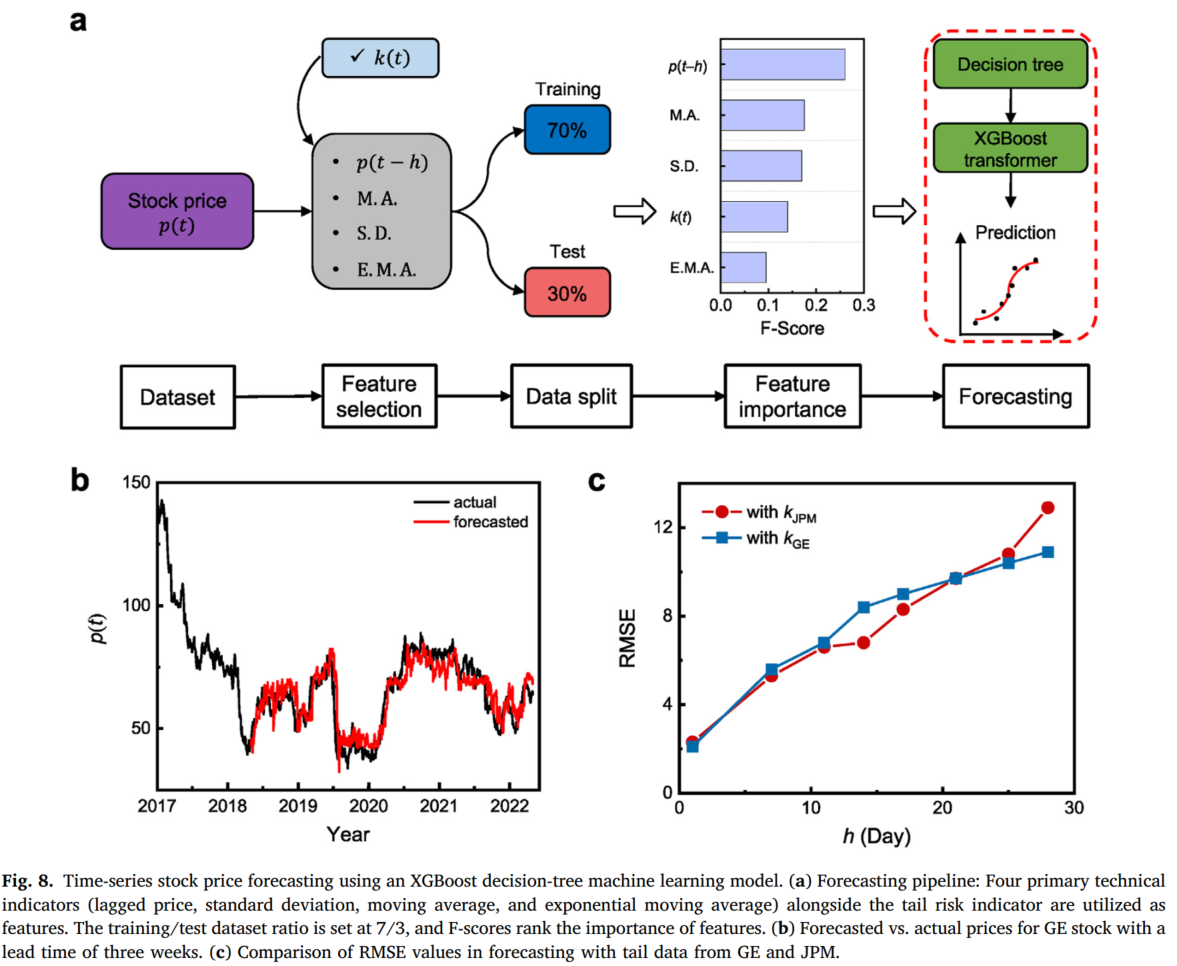 a
✓ k(t)
Stock price
p(t)
• p(t − h)
• M. A.
• S. D.
• E. M. A.
Training
70%
Test
30%
p(t–h)
M.A.
S.D.
k(t)
E.M.A.
0.0 0.1 0.2 0.3
F-Score
Decision tree
XGBoost
transformer
Prediction
Dataset
Feature
selection
Data split
Feature
importance
Forecasting
b
150
100
50
p(t)
actual
forecasted
2017 2018 2019 2020 2021 2022
Year
c
12
8
4
0
RMSE
with kJPM
with kGE
0 10 20 30
h (Day)
Fig. 8. Time-series stock price forecasting using an XGBoost decision-tree machine learning model. (a) Forecasting pipeline: Four primary technical
indicators (lagged price, standard deviation, moving average, and exponential moving average) alongside the tail risk indicator are utilized as
features. The training/test dataset ratio is set at 7/3, and F-scores rank the importance of features. (b) Forecasted vs. actual prices for GE stock with a
lead time of three weeks. (c) Comparison of RMSE values in forecasting with tail data from GE and JPM.